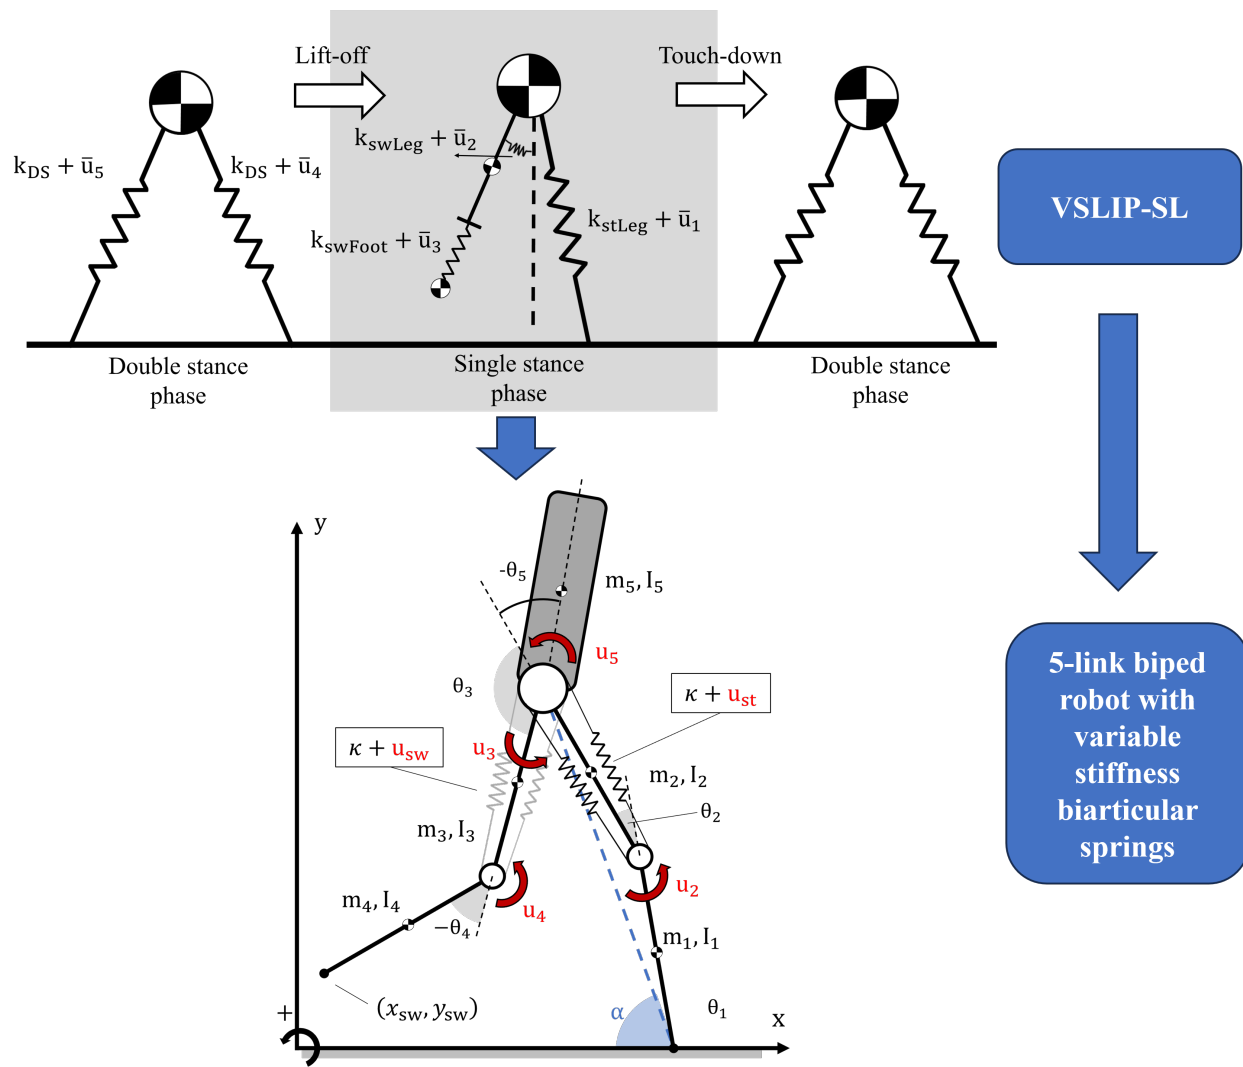 Lift-off
Touch-down
k_DS + ū_5
k_DS + ū_4
k_swLeg + ū_2
k_swFoot + ū_3
k_stLeg + ū_1
Double stance
phase
Single stance
phase
Double stance
phase
VSLIP-SL
y
-θ_5
m_5, I_5
u_5
θ_3
κ + u_st
κ + u_sw
u_3
m_2, I_2
θ_2
m_3, I_3
u_2
u_4
m_4, I_4
−θ_4
m_1, I_1
(x_sw, y_sw)
α
θ_1
x
+
5-link biped
robot with
variable
stiffness
biarticular
springs